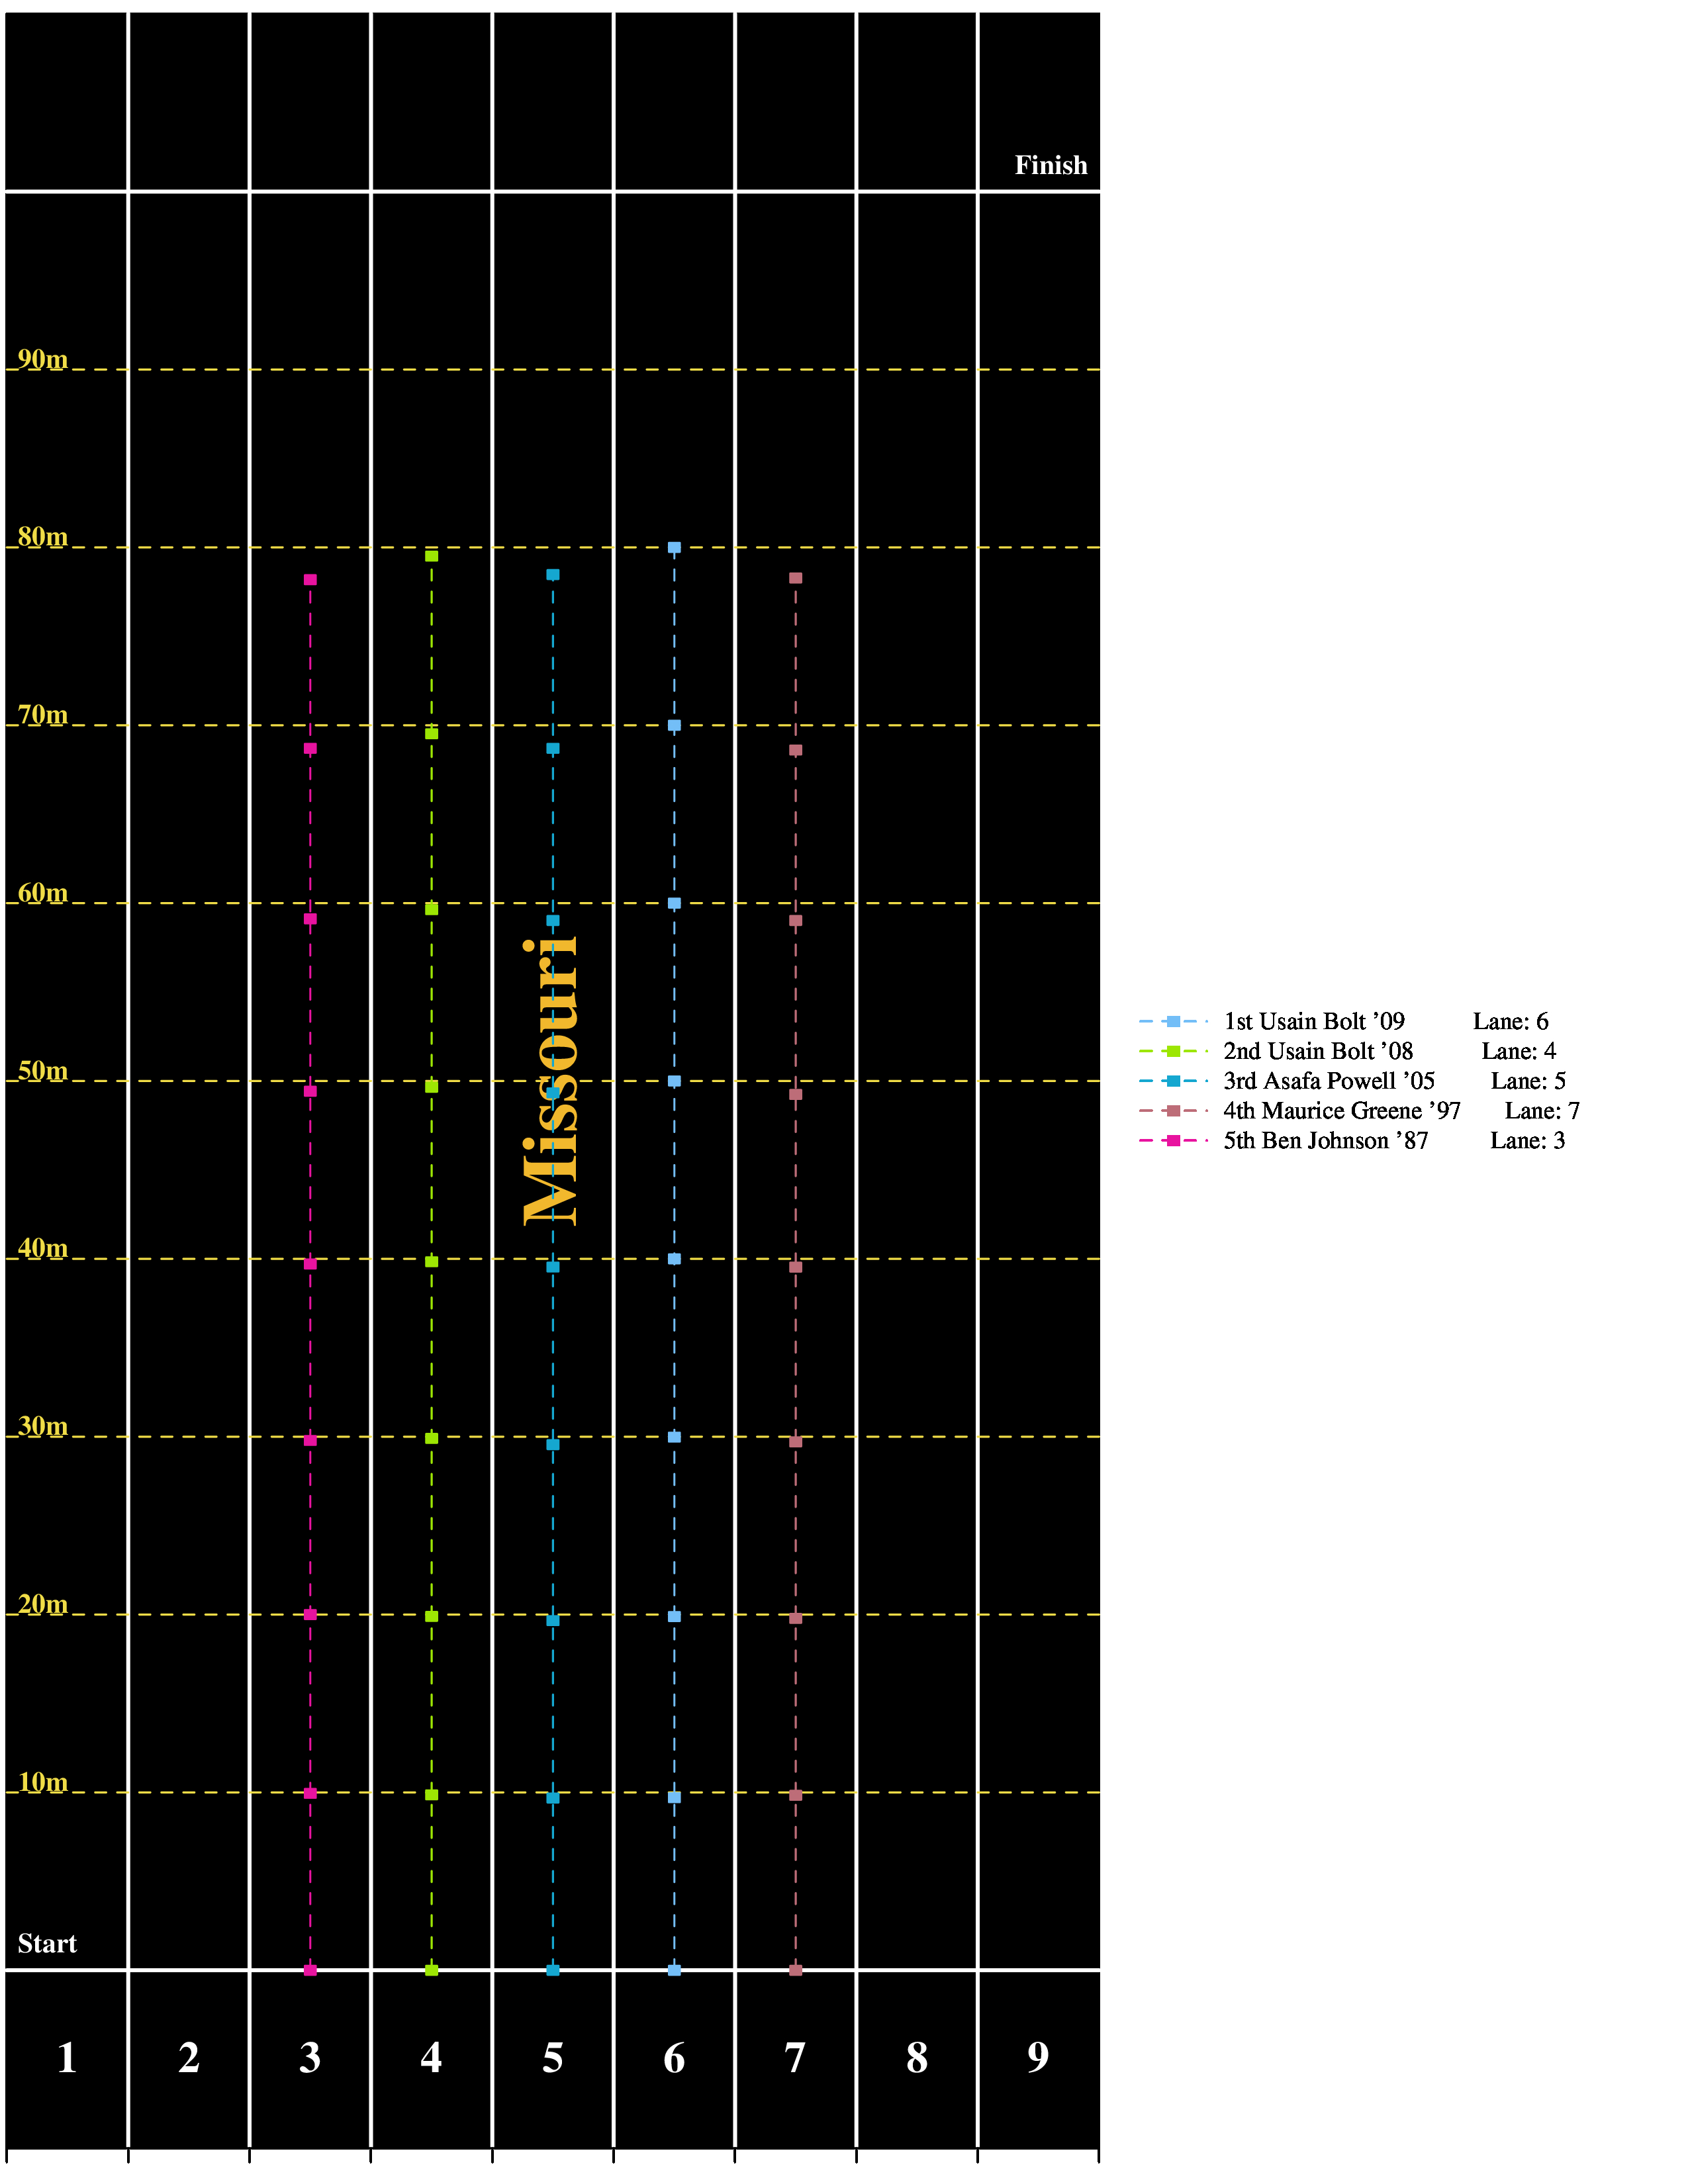 Finish
90m
80m
70m
60m
50m
40m
30m
20m
10m
Start
Missouri
1 2 3 4 5 6 7 8 9
1st Usain Bolt ’09 Lane: 6
2nd Usain Bolt ’08 Lane: 4
3rd Asafa Powell ’05 Lane: 5
4th Maurice Greene ’97 Lane: 7
5th Ben Johnson ’87 Lane: 3